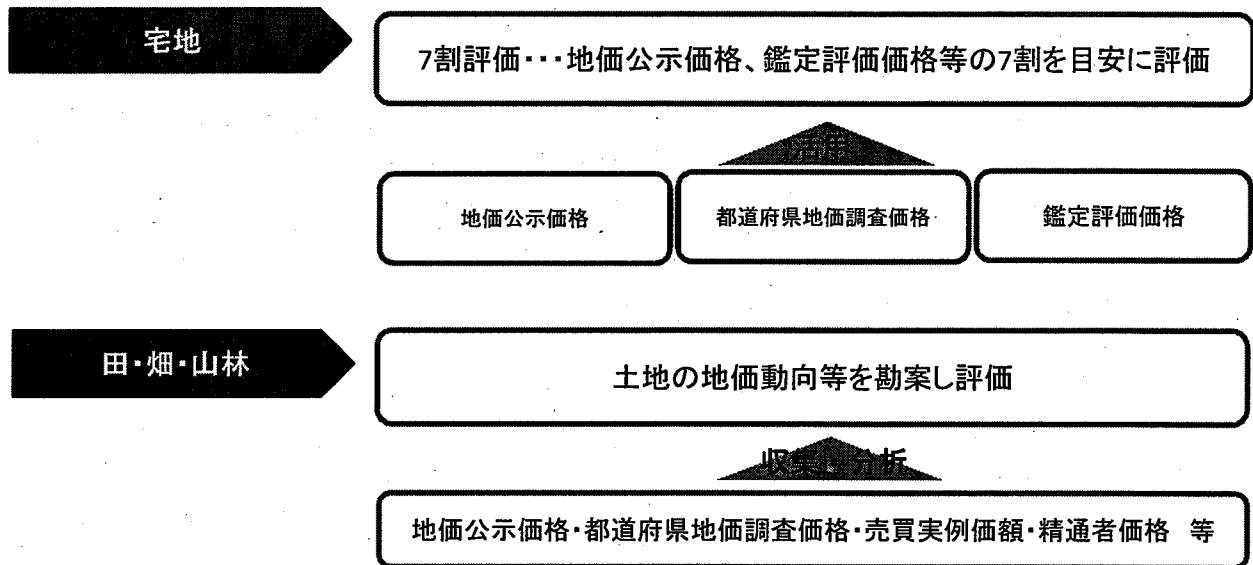 宅地
7割評価・・・地価公示価格、鑑定評価価格等の7割を目安に評価
活用
地価公示価格
都道府県地価調査価格
鑑定評価価格
田・畑・山林
土地の地価動向等を勘案し評価
収集 分析
地価公示価格・都道府県地価調査価格・売買実例価額・精通者価格 等